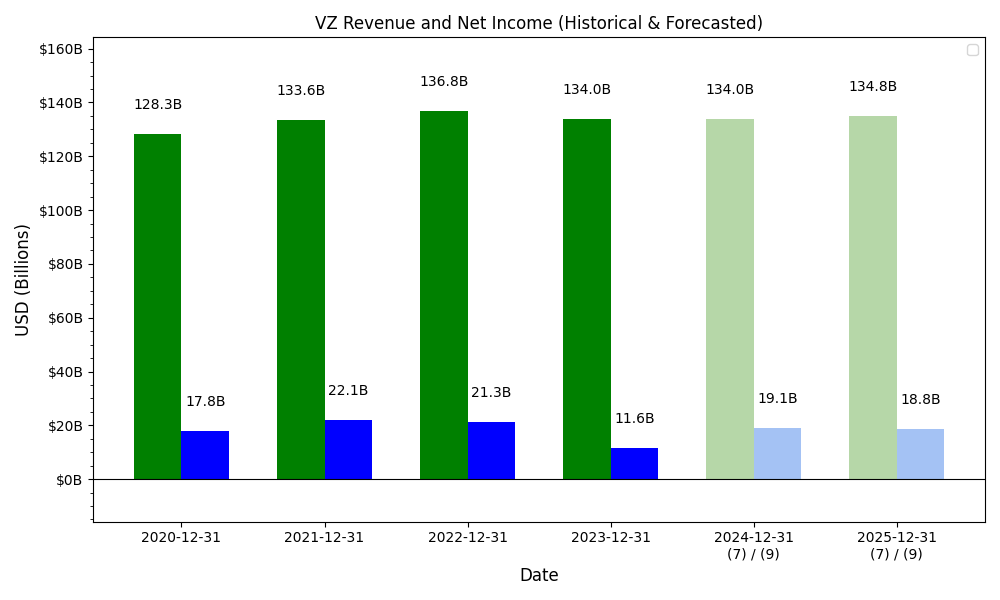 VZ Revenue and Net Income (Historical & Forecasted)
$160B
$140B
$120B
$100B
$80B
$60B
$40B
$20B
$0B
USD (Billions)
128.3B
133.6B
136.8B
134.0B
134.0B
134.8B
17.8B
22.1B
21.3B
11.6B
19.1B
18.8B
2020-12-31
2021-12-31
2022-12-31
2023-12-31
2024-12-31
(7) / (9)
2025-12-31
(7) / (9)
Date